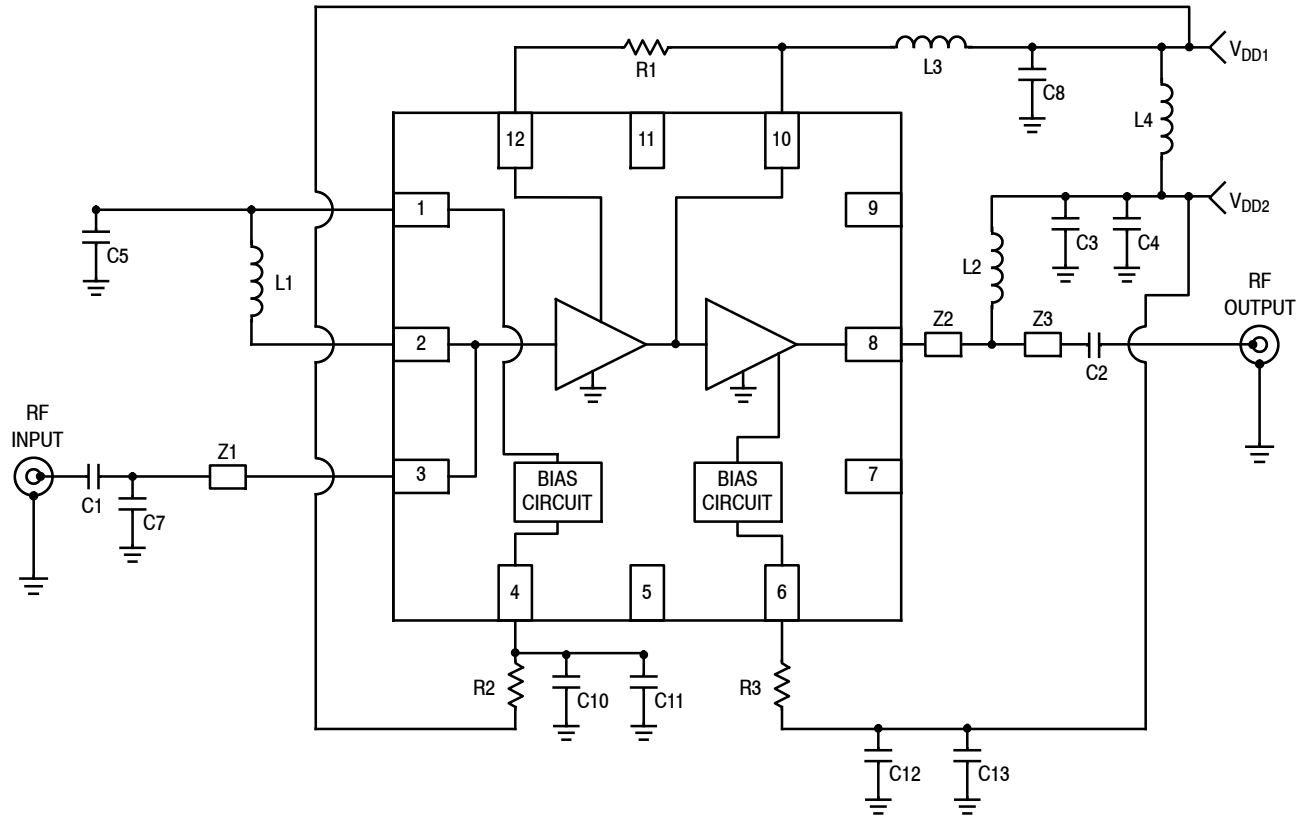 R1
L3
V_DD1
C8
L4
12
11
10
1
9
V_DD2
C5
L1
C3
C4
L2
RF
OUTPUT
2
8
Z2
Z3
C2
RF
INPUT
Z1
3
BIAS
CIRCUIT
BIAS
CIRCUIT
7
C1
C7
4
5
6
R2
C10
C11
R3
C12
C13